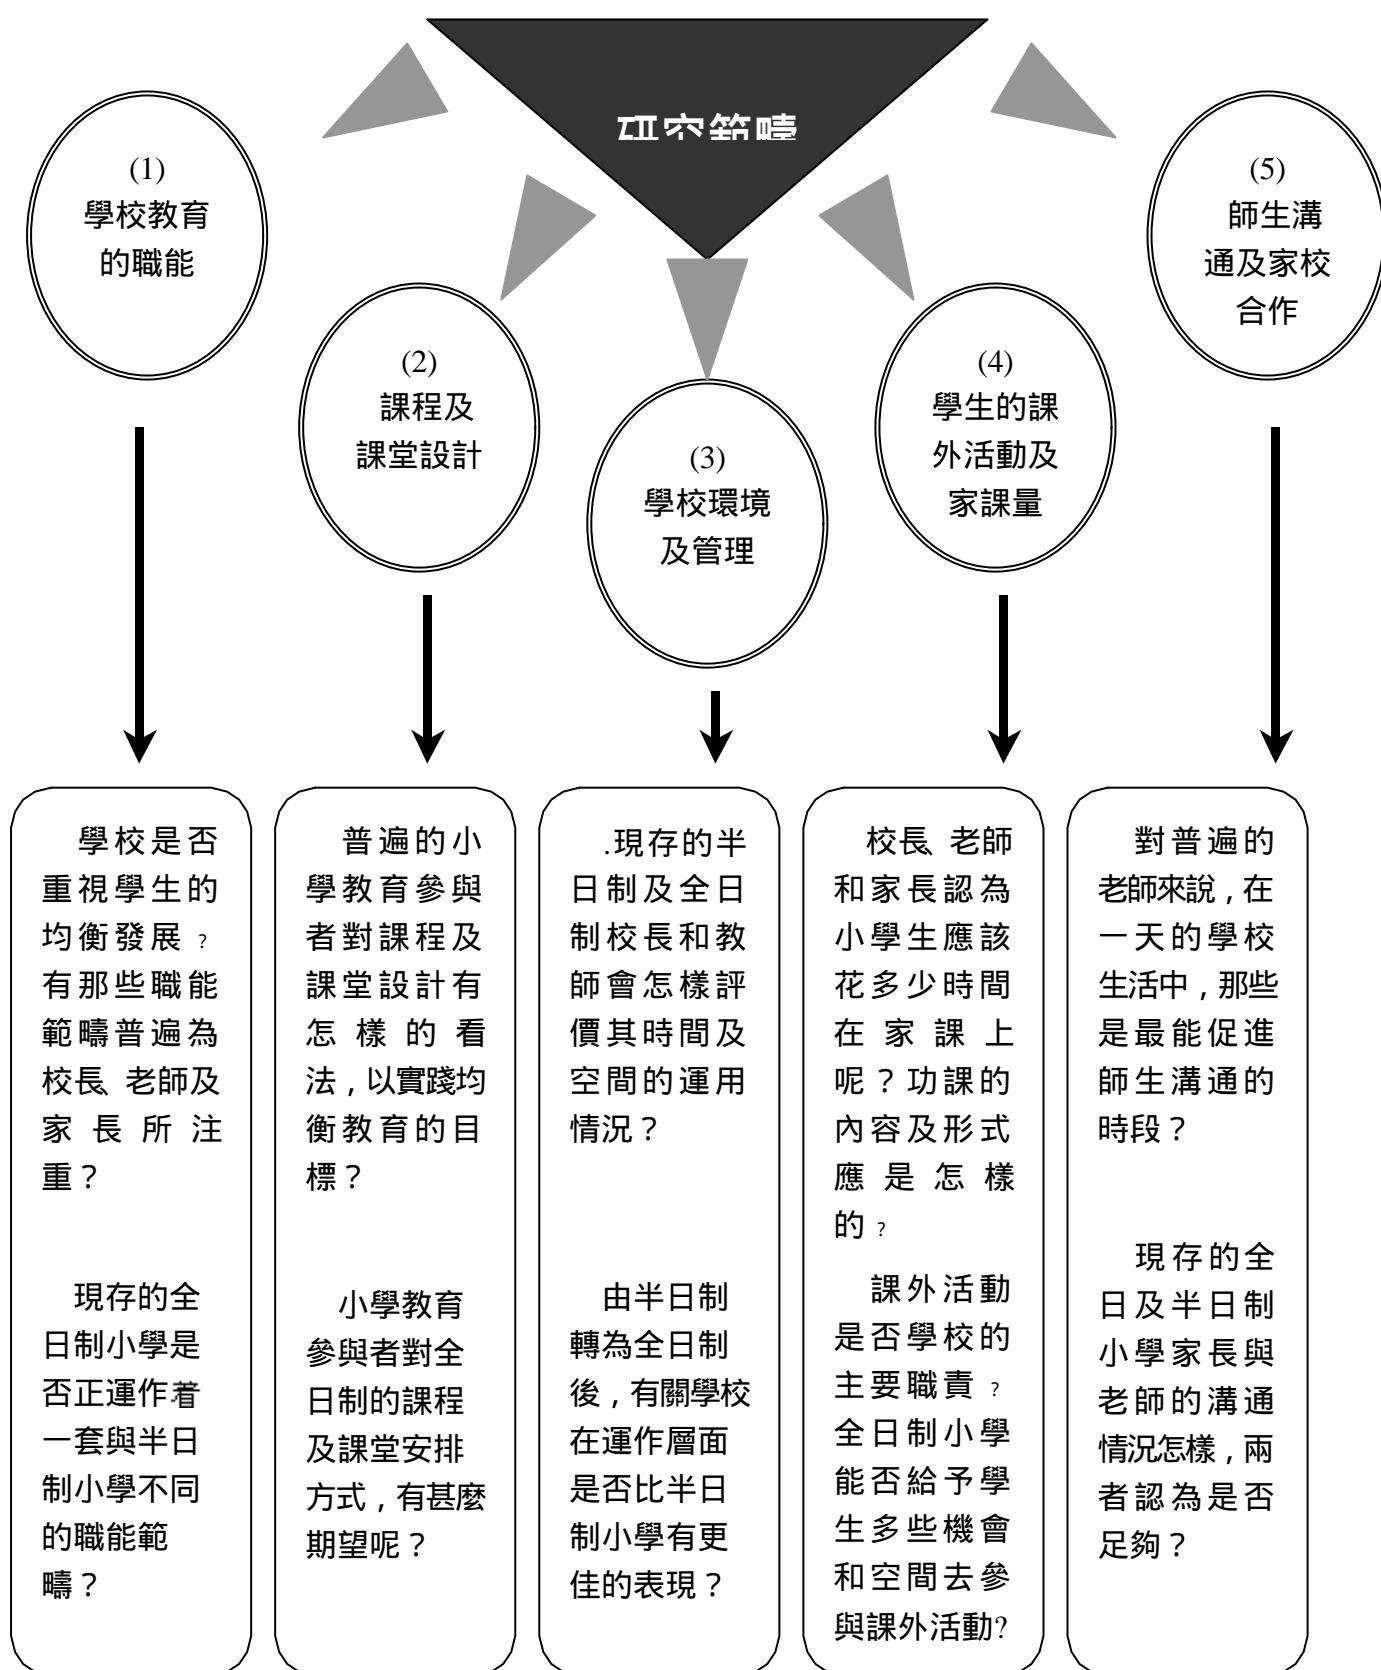 研究範疇
(1)
學校教育
的職能
(2)
課程及
課堂設計
(3)
學校環境
及管理
(4)
學生的課
外活動及
家課量
(5)
師生溝
通及家校
合作
學校是否
重視學生的
均衡發展﹖
有那些職能
範疇普遍為
校長、老師及
家長所注
重？
現存的全
日制小學是
否正運作着
一套與半日
制小學不同
的職能範
疇？
普遍的小
學教育參與
者對課程及
課堂設計有
怎樣的看
法，以實踐均
衡教育的目
標？
小學教育
參與者對全
日制的課程
及課堂安排
方式，有甚麼
期望呢？
.現存的半
日制及全日
制校長和教
師會怎樣評
價其時間及
空間的運用
情況？
由半日制
轉為全日制
後，有關學校
在運作層面
是否比半日
制小學有更
佳的表現？
校長、老師
和家長認為
小學生應該
花多少時間
在家課上
呢？功課的
內容及形式
應是怎樣
的﹖
課外活動
是否學校的
主要職責﹖
全日制小學
能否給予學
生多些機會
和空間去參
與課外活動?
對普遍的
老師來說，在
一天的學校
生活中，那些
是最能促進
師生溝通的
時段？
現存的全
日及半日制
小學家長與
老師的溝通
情況怎樣，兩
者認為是否
足夠？